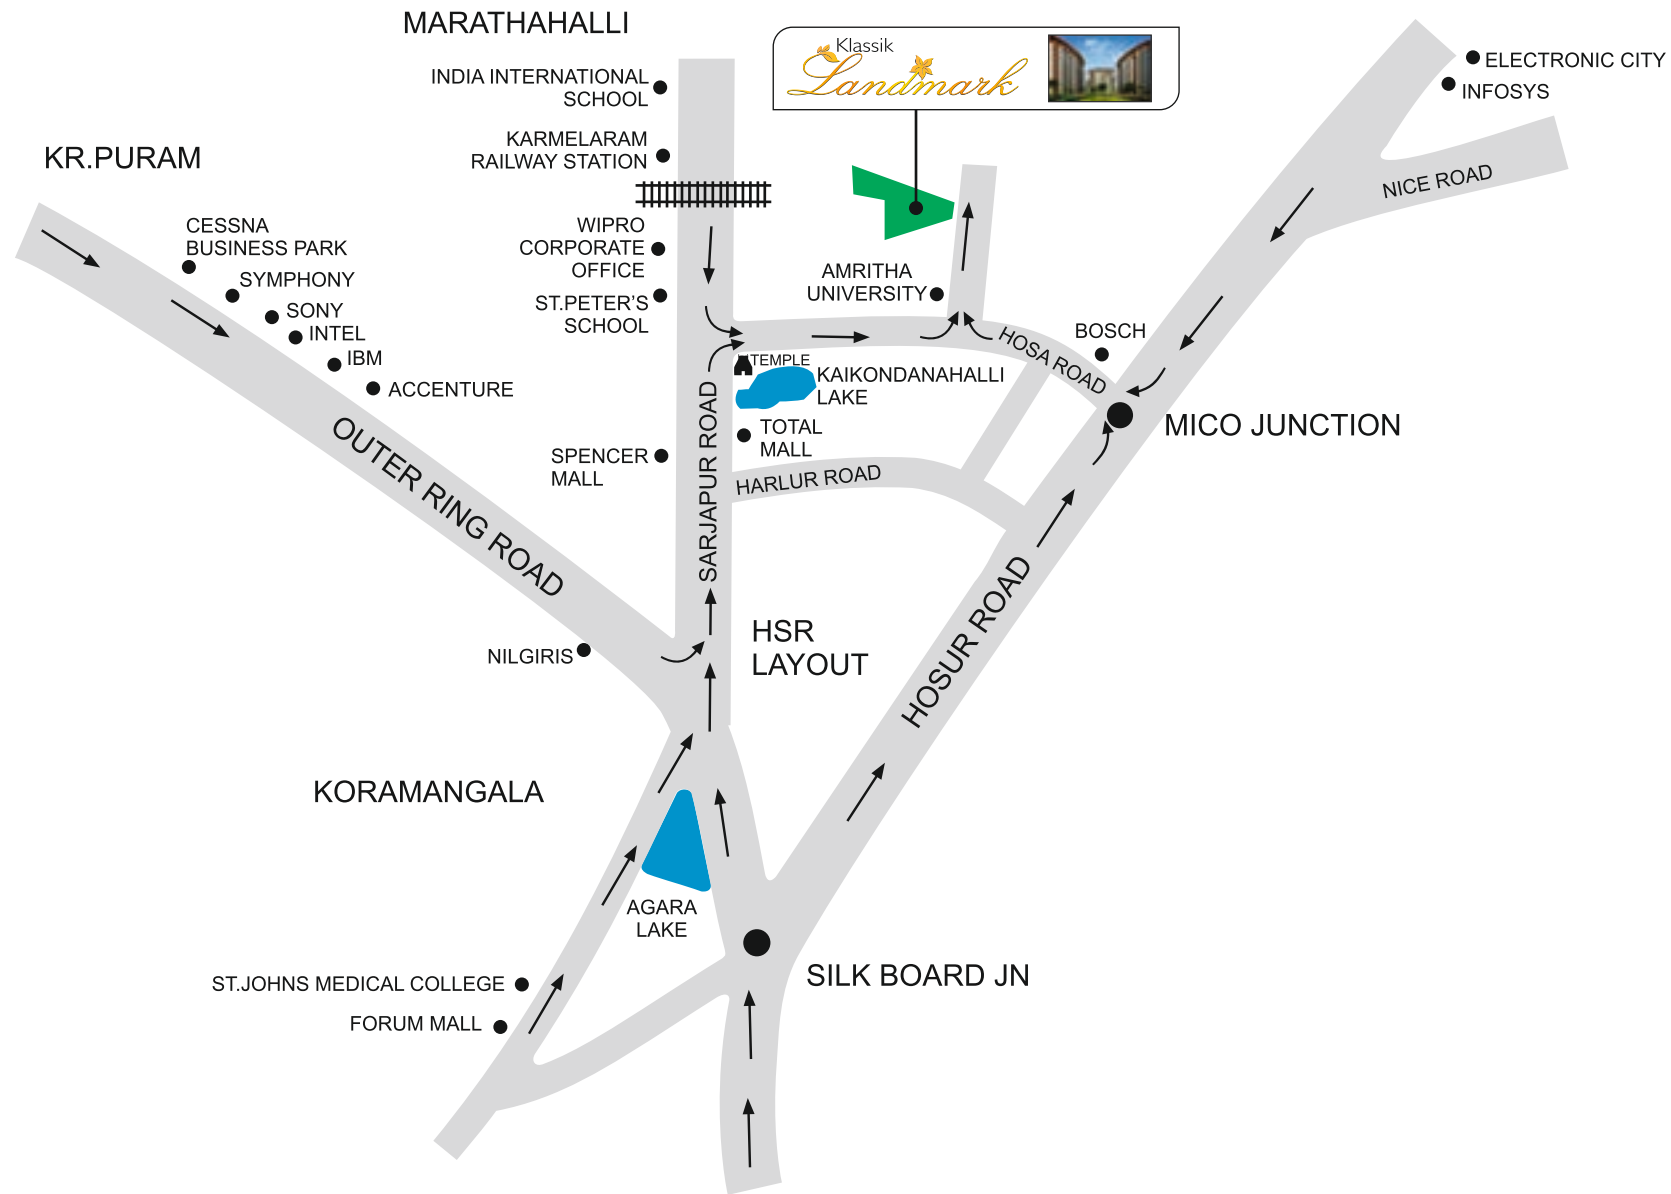 MARATHAHALLI
Klassik
Landmark
ELECTRONIC CITY
INFOSYS
INDIA INTERNATIONAL
SCHOOL
KARMELARAM
RAILWAY STATION
KR.PURAM
NICE ROAD
CESSNA
BUSINESS PARK
SYMPHONY
SONY
INTEL
IBM
ACCENTURE
WIPRO
CORPORATE
OFFICE
ST.PETER'S
SCHOOL
AMRITHA
UNIVERSITY
HOSA ROAD
BOSCH
TEMPLE
KAIKONDANAHALLI
LAKE
MICO JUNCTION
TOTAL
MALL
SPENCER
MALL
HARLUR ROAD
SARJAPUR ROAD
OUTER RING ROAD
HOSUR ROAD
NILGIRIS
HSR
LAYOUT
KORAMANGALA
AGARA
LAKE
SILK BOARD JN
ST.JOHNS MEDICAL COLLEGE
FORUM MALL